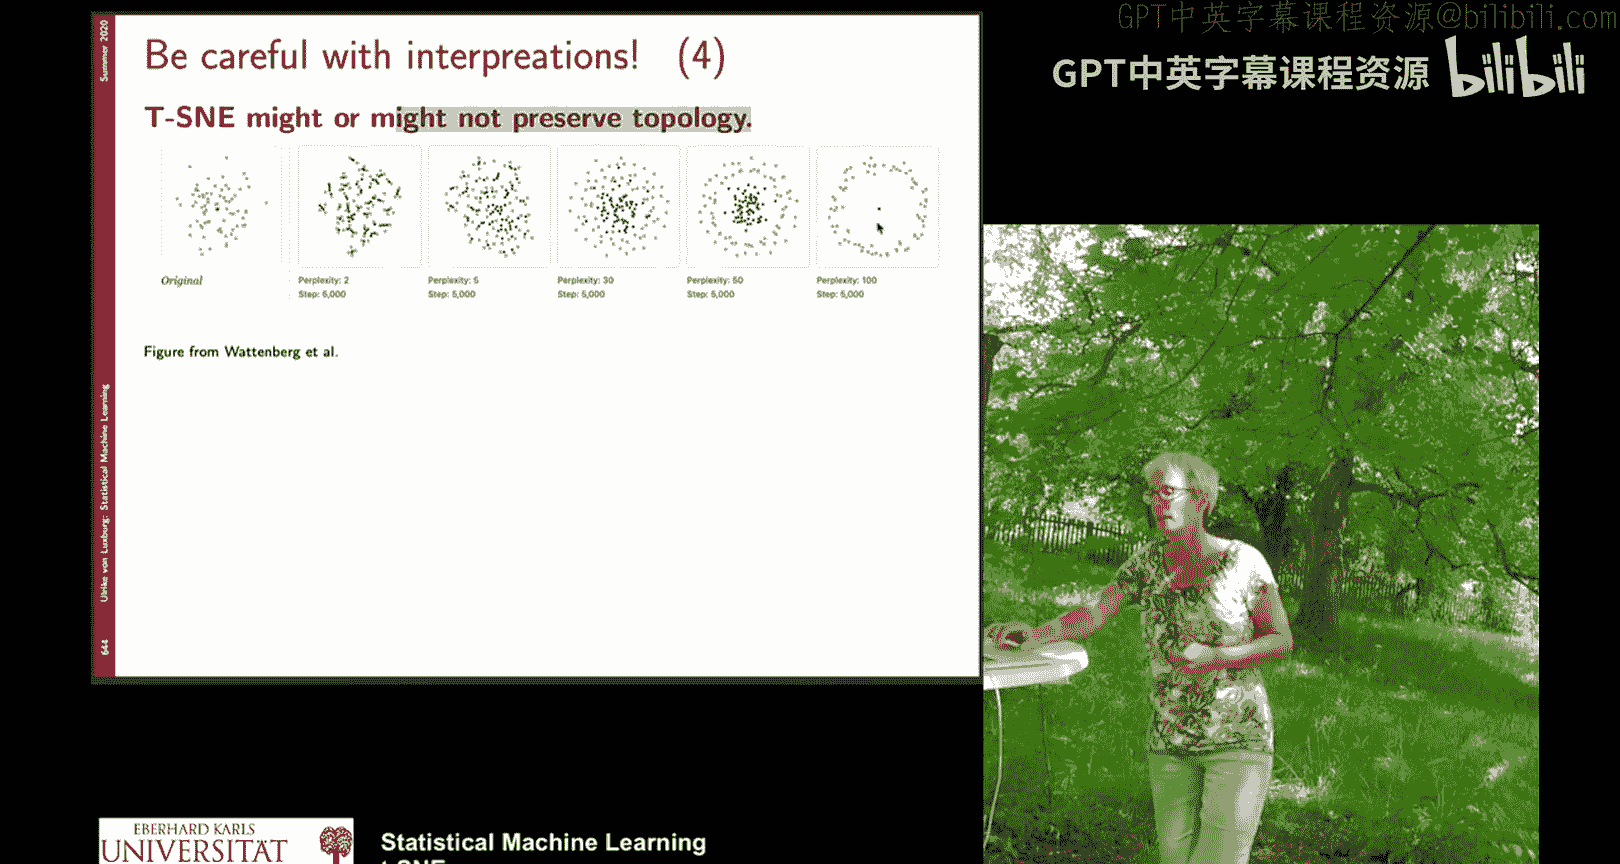 GPT中英字幕课程资源@bilibili.com
GPT中英字幕课程资源 bilibili
Summer 2020
Be careful with interpreations! (4)
T-SNE might or might not preserve topology.
Original
Perplexity: 2
Step: 5,000
Perplexity: 5
Step: 5,000
Perplexity: 30
Step: 5,000
Perplexity: 50
Step: 5,000
Perplexity: 100
Step: 5,000
Figure from Wattenberg et al.
Ulrike von Luxburg: Statistical Machine Learning
644
EBERHARD KARLS
UNIVERSITÄT
Statistical Machine Learning
t-SNE